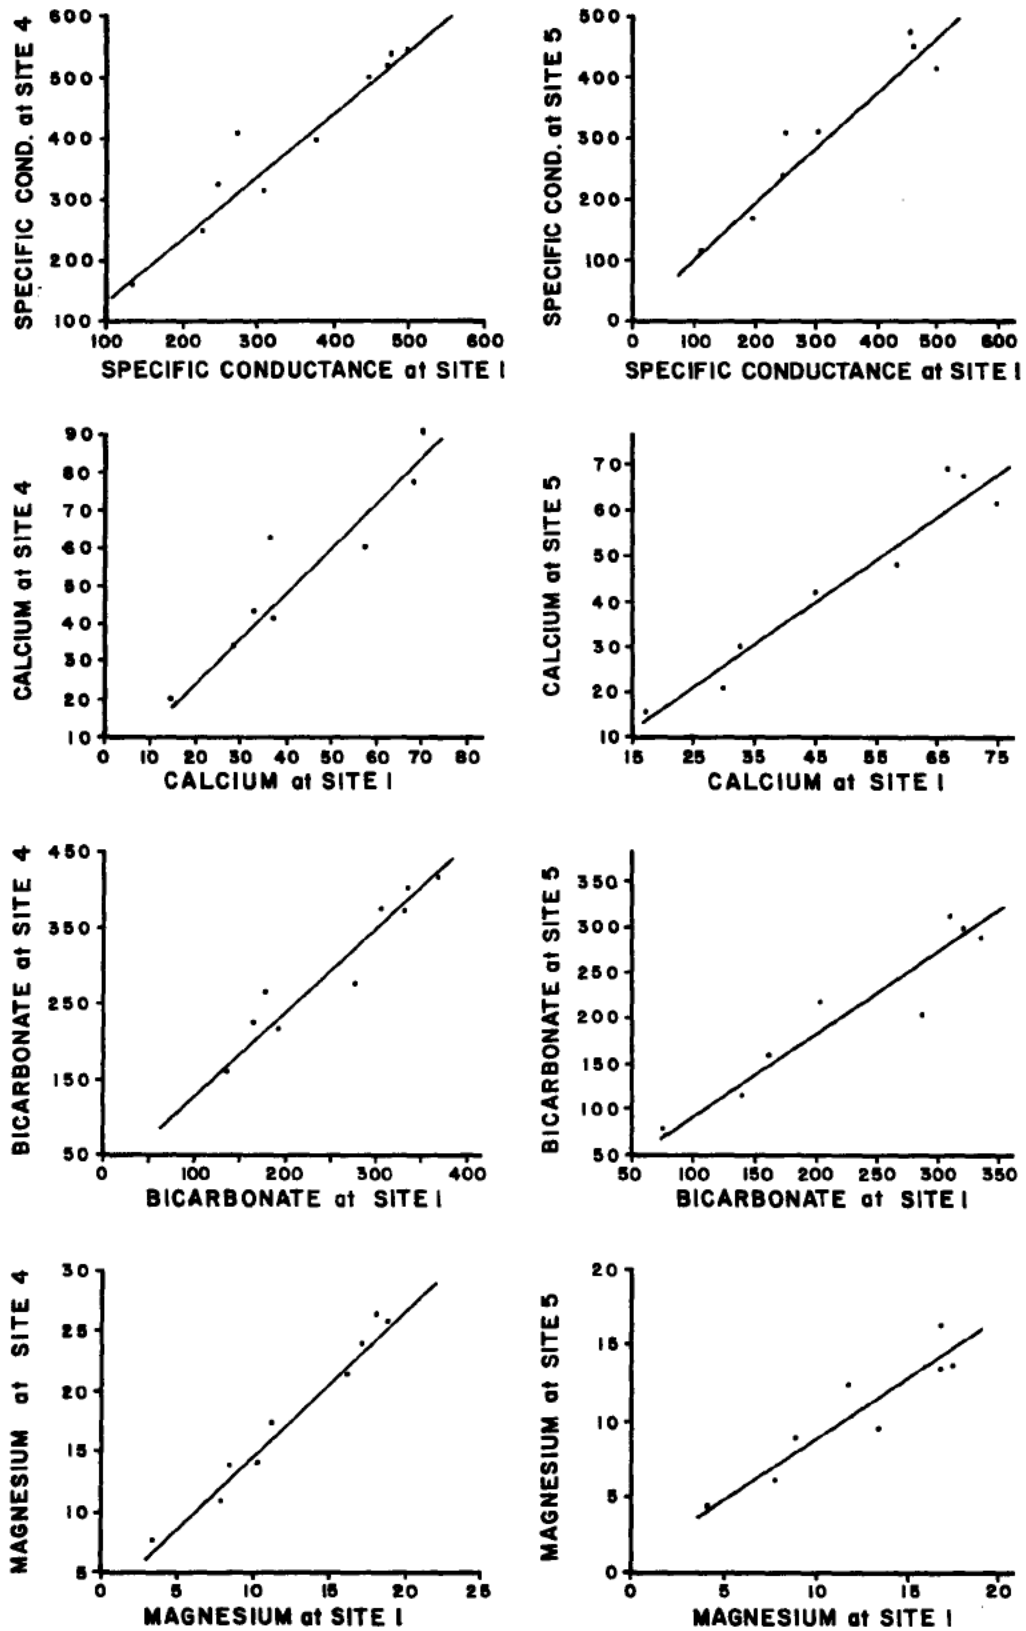 SPECIFIC COND. at SITE 4
600
500
400
300
200
100
100 200 300 400 500 600
SPECIFIC CONDUCTANCE at SITE I
SPECIFIC COND. at SITE 5
500
400
300
200
100
0
0 100 200 300 400 500 600
SPECIFIC CONDUCTANCE at SITE I
CALCIUM at SITE 4
90
80
70
60
50
40
30
20
10
0 10 20 30 40 50 60 70 80
CALCIUM at SITE I
CALCIUM at SITE 5
70
60
50
40
30
20
10
15 25 35 45 55 65 75
CALCIUM at SITE I
BICARBONATE at SITE 4
450
350
250
150
50
0 100 200 300 400
BICARBONATE at SITE I
BICARBONATE at SITE 5
350
300
250
200
150
100
50
50 100 150 200 250 300 350
BICARBONATE at SITE I
MAGNESIUM at SITE 4
30
25
20
15
10
5
0 5 10 15 20 25
MAGNESIUM at SITE I
MAGNESIUM at SITE 5
20
15
10
5
0
0 5 10 15 20
MAGNESIUM at SITE I